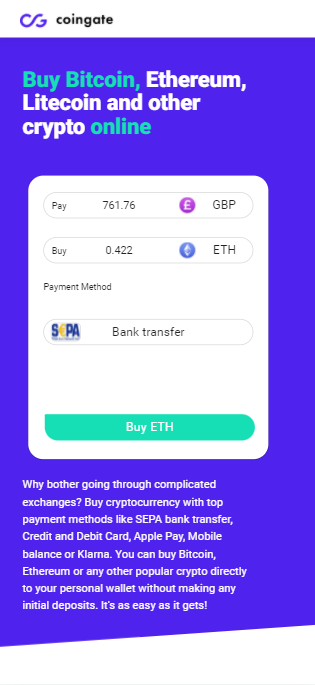 coingate
Buy Bitcoin, Ethereum,
Litecoin and other
crypto online
Pay 761.76 £ GBP
Buy 0.422 ETH
Payment Method
S€PA Bank transfer
Buy ETH
Why bother going through complicated
exchanges? Buy cryptocurrency with top
payment methods like SEPA bank transfer,
Credit and Debit Card, Apple Pay, Mobile
balance or Klarna. You can buy Bitcoin,
Ethereum or any other popular crypto directly
to your personal wallet without making any
initial deposits. It's as easy as it gets!